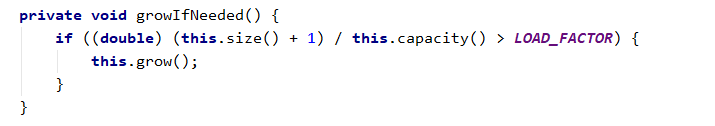 private void growIfNeeded() {
    if ((double) (this.size() + 1) / this.capacity() > LOAD_FACTOR) {
        this.grow();
    }
}